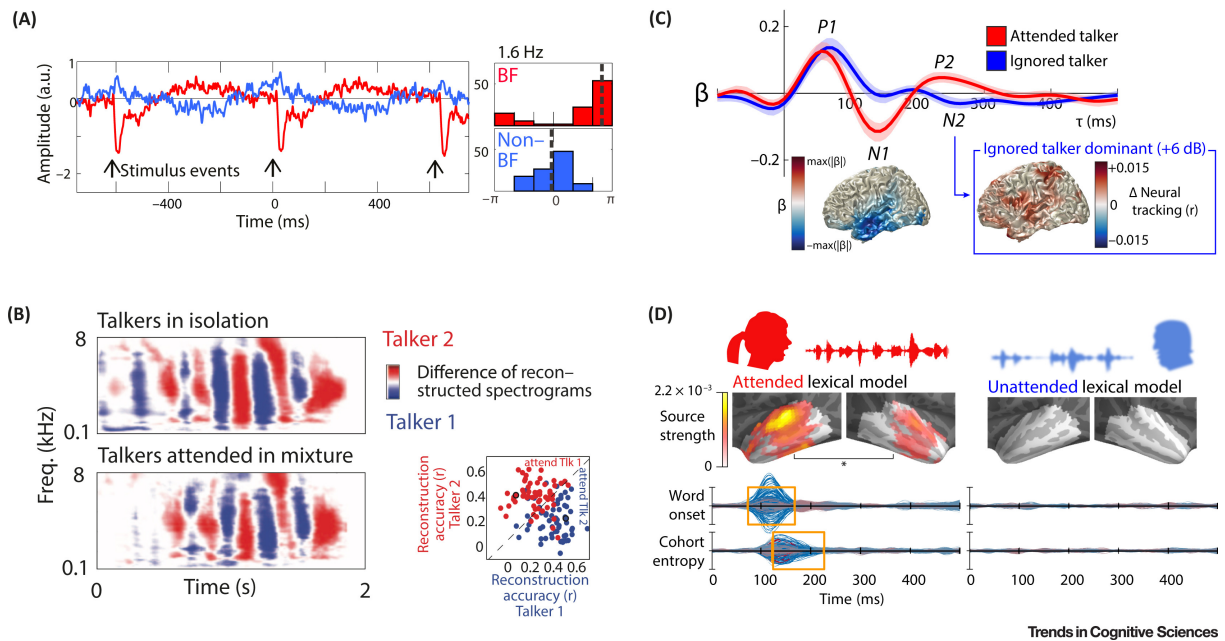 (A)
1.6 Hz
BF
Non–
BF
Amplitude (a.u.)
1
0
−2
Stimulus events
−400
0
400
Time (ms)
50
50
−π
0
π
(B)
Talkers in isolation
8
0.1
Talkers attended in mixture
8
0.1
Freq. (kHz)
0
Time (s)
2
Talker 2
Difference of recon–
structed spectrograms
Talker 1
Reconstruction
accuracy (r)
Talker 2
0.6
0.4
0.2
0
attend Tlk 1
attend Tlk 2
0
0.2
0.4
0.6
Reconstruction
accuracy (r)
Talker 1
(C)
0.2
β
−0.2
P1
P2
N1
N2
Attended talker
Ignored talker
100
200
300
400
τ (ms)
max(|β|)
β
−max(|β|)
Ignored talker dominant (+6 dB)
+0.015
Δ Neural
0
tracking (r)
−0.015
(D)
2.2 × 10⁻³
Source
strength
0
Attended lexical model
Unattended lexical model
*
Word
onset
Cohort
entropy
0
100
200
300
400
0
100
200
300
400
Time (ms)
Trends in Cognitive Sciences